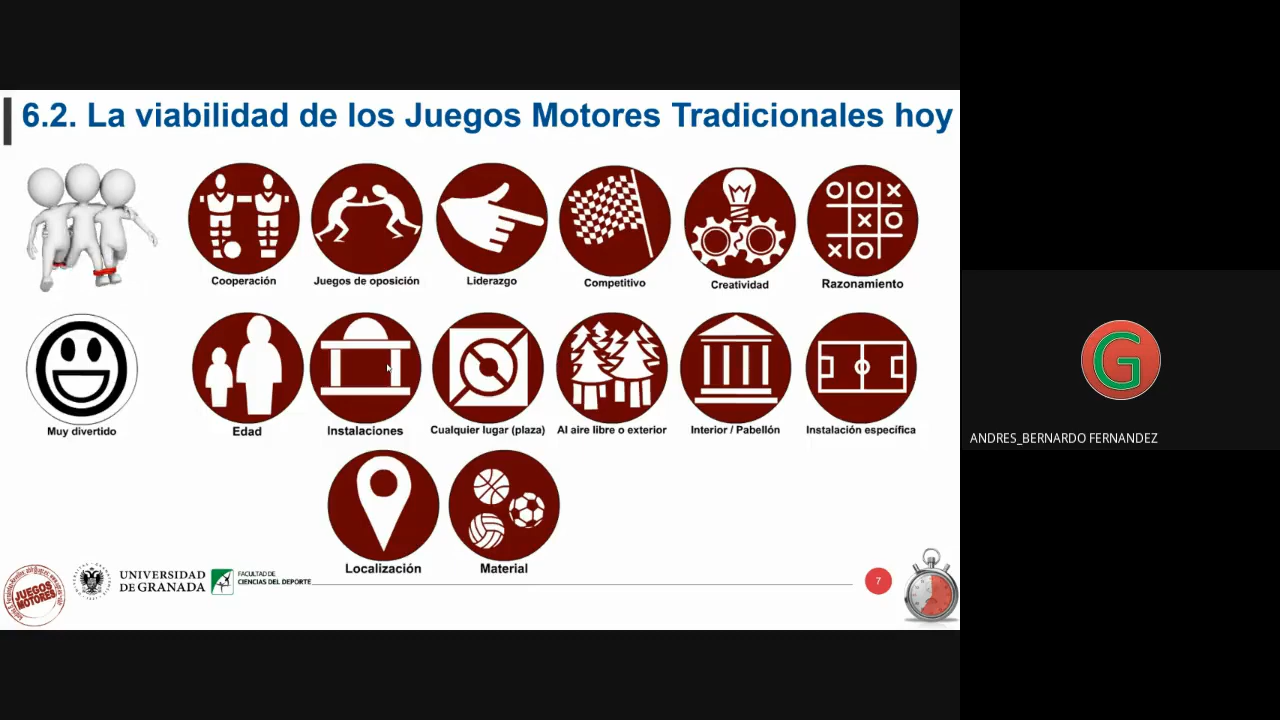 6.2. La viabilidad de los Juegos Motores Tradicionales hoy
Cooperación
Juegos de oposición
Liderazgo
Competitivo
Creatividad
Razonamiento
Muy divertido
Edad
Instalaciones
Cualquier lugar (plaza)
Al aire libre o exterior
Interior / Pabellón
Instalación específica
Localización
Material
JUEGOS
MOTORES
UNIVERSIDAD
DE GRANADA
FACULTAD DE
CIENCIAS DEL DEPORTE
7
G
ANDRES_BERNARDO FERNANDEZ